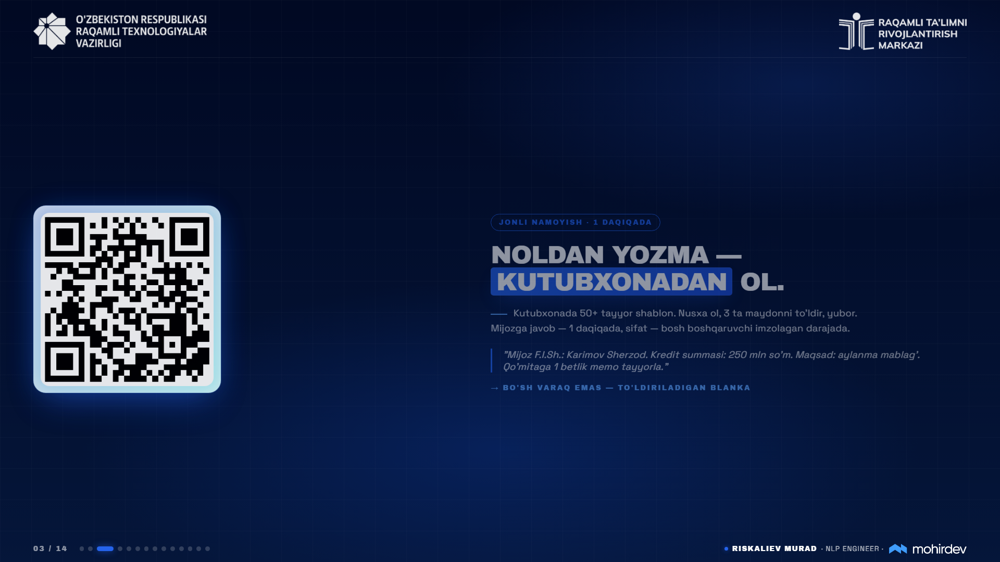 O'ZBEKISTON RESPUBLIKASI
RAQAMLI TEXNOLOGIYALAR
VAZIRLIGI
RAQAMLI TA'LIMNI
RIVOJLANTIRISH
MARKAZI
JONLI NAMOYISH · 1 DAQIQADA
NOLDAN YOZMA —
KUTUBXONADAN OL.
— Kutubxonada 50+ tayyor shablon. Nusxa ol, 3 ta maydonni to'ldir, yubor.
Mijozga javob — 1 daqiqada, sifat — bosh boshqaruvchi imzolagan darajada.
"Mijoz F.I.Sh.: Karimov Sherzod. Kredit summasi: 250 mln so'm. Maqsad: aylanma mablag'.
Qo'mitaga 1 betlik memo tayyorla."
→ BO'SH VARAQ EMAS — TO'LDIRILADIGAN BLANKA
03 / 14
RISKALIEV MURAD · NLP ENGINEER · mohirdev